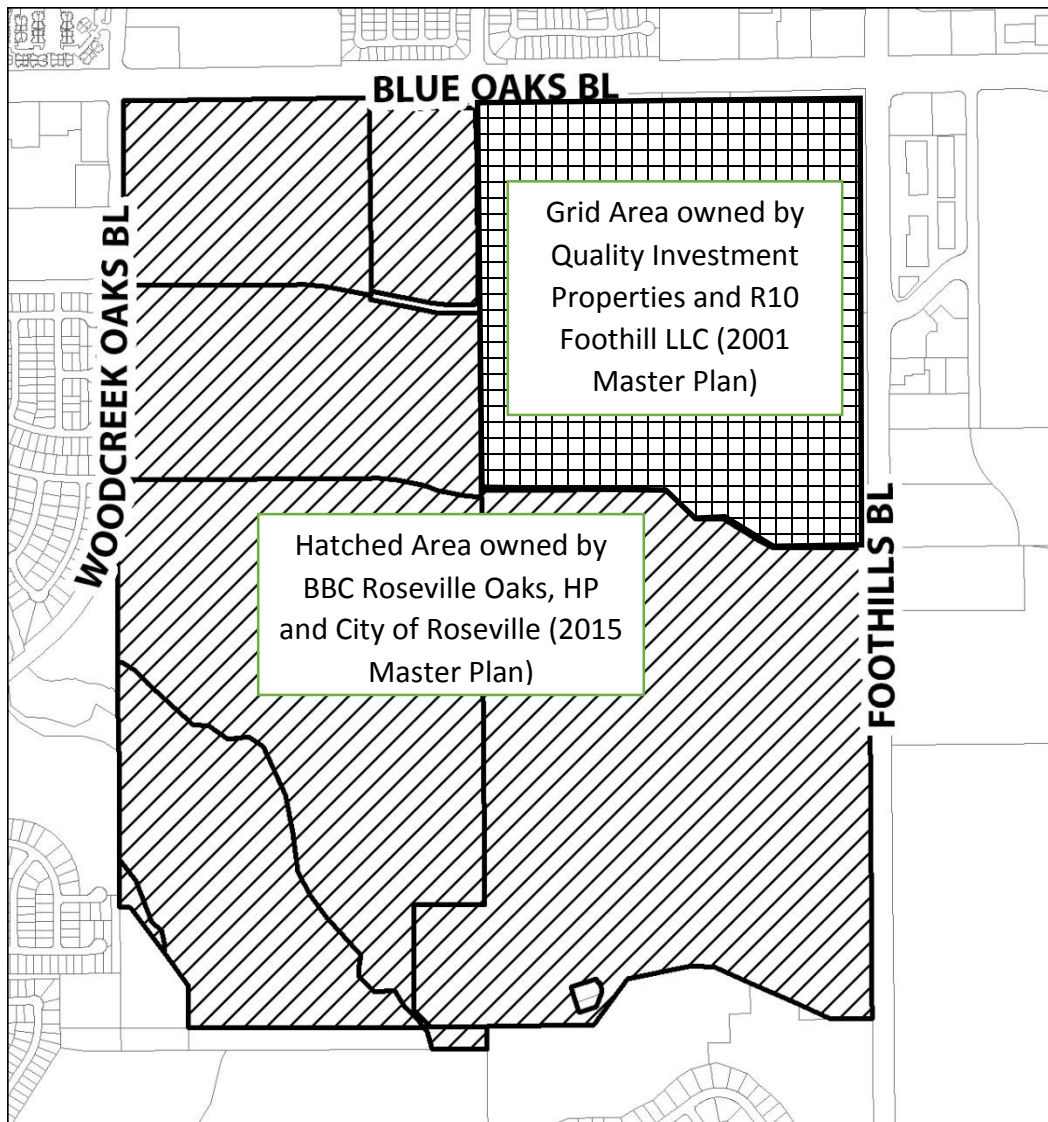 BLUE OAKS BL
Grid Area owned by
Quality Investment
Properties and R10
Foothill LLC (2001
Master Plan)
WOODCREEK OAKS BL
Hatched Area owned by
BBC Roseville Oaks, HP
and City of Roseville (2015
Master Plan)
FOOTHILLS BL